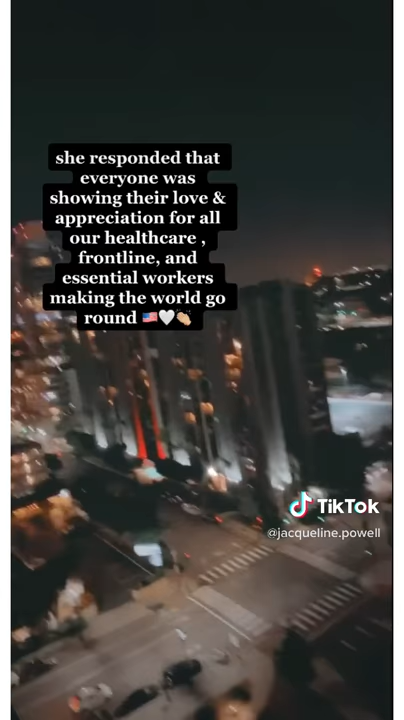 she responded that
everyone was
showing their love &
appreciation for all
our healthcare ,
frontline, and
essential workers
making the world go
round 🇺🇸🤍👏🏼
TikTok
@jacqueline.powell